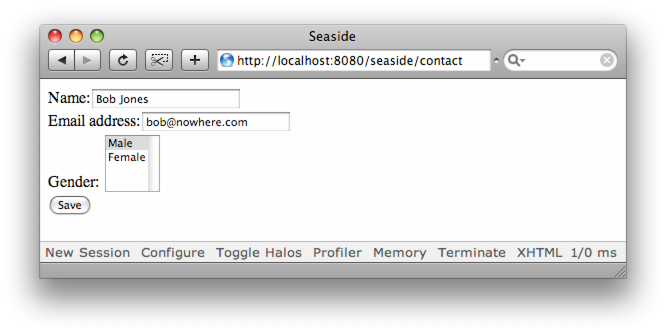 Seaside
http://localhost:8080/seaside/contact
Name: Bob Jones
Email address: bob@nowhere.com
Male
Female
Gender:
Save
New Session Configure Toggle Halos Profiler Memory Terminate XHTML 1/0 ms